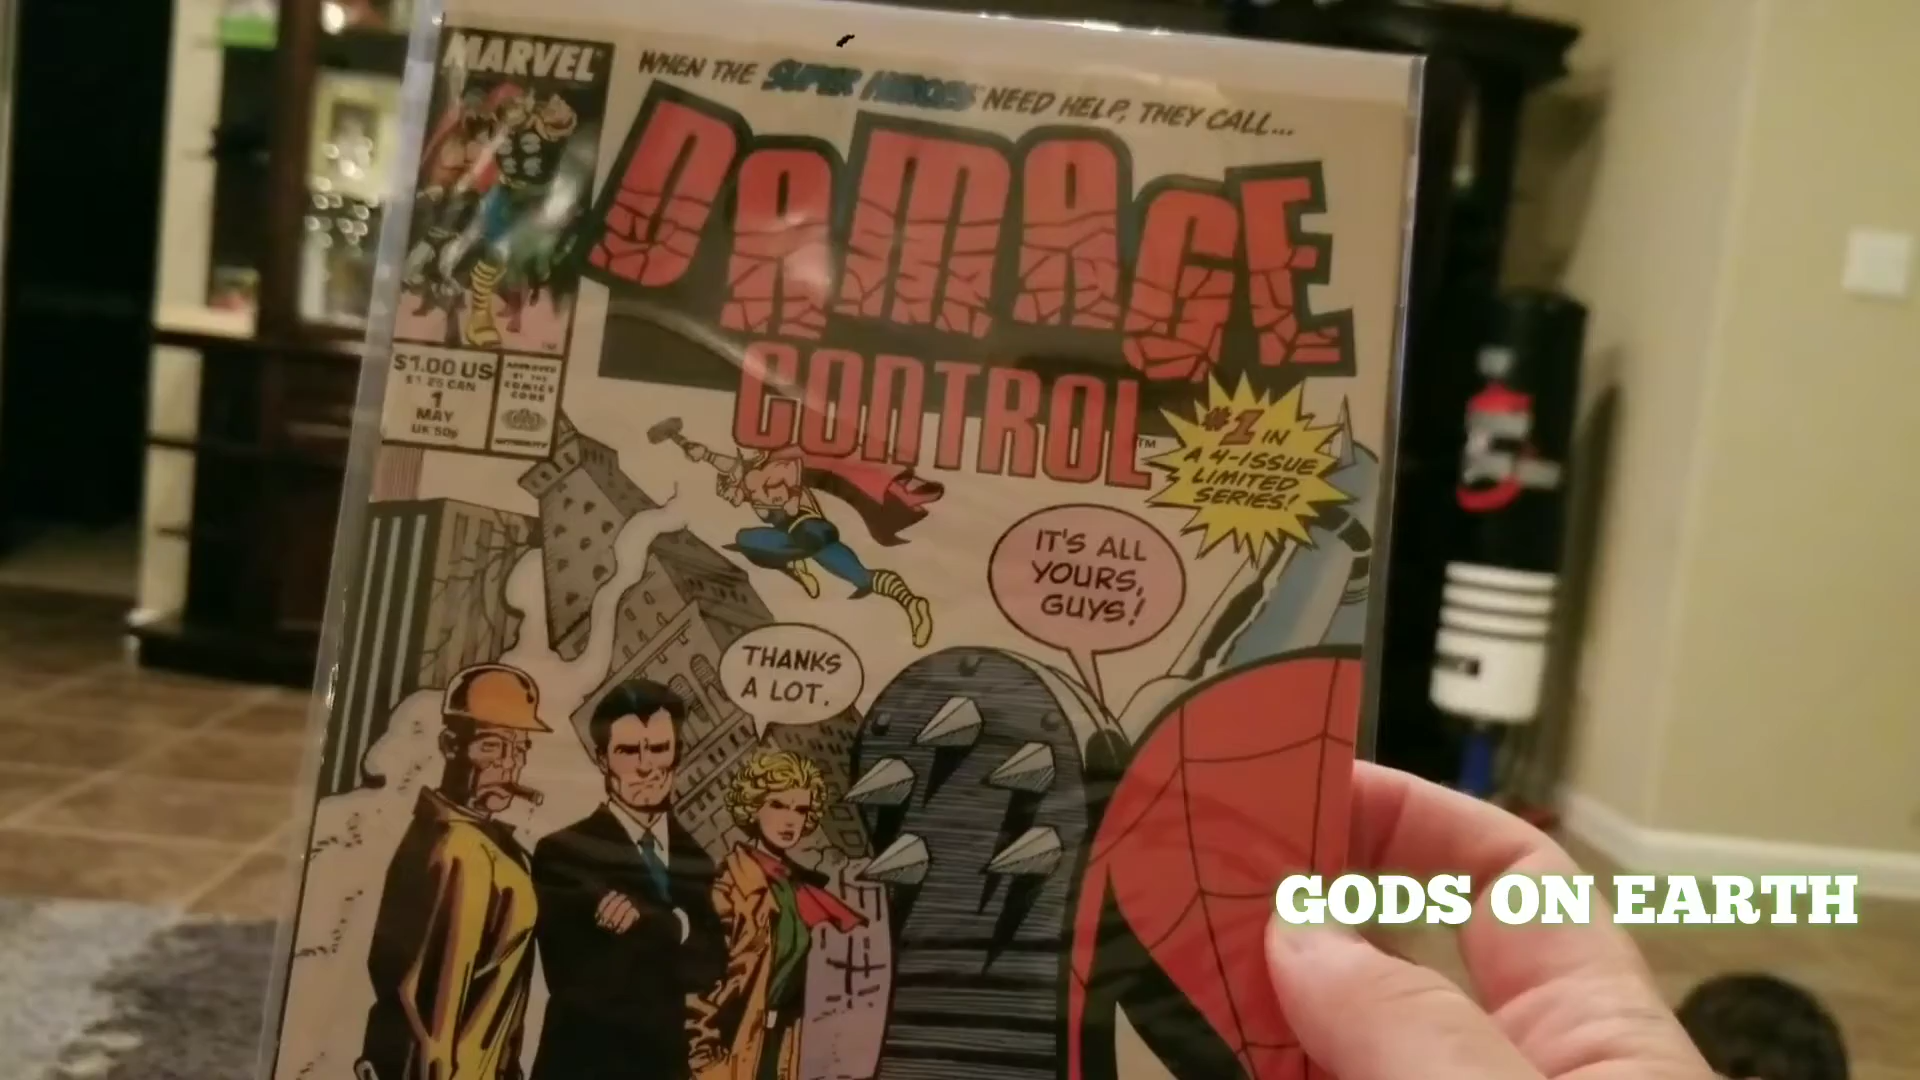 MARVEL
WHEN THE SUPER HEROES NEED HELP, THEY CALL...
DAMAGE
CONTROL™
$1.00 US
$1.25 CAN
1
MAY
UK 50p
APPROVED
BY THE
COMICS
CODE
AUTHORITY
#1 IN
A 4-ISSUE
LIMITED
SERIES!
IT'S ALL
YOURS,
GUYS!
THANKS
A LOT.
GODS ON EARTH